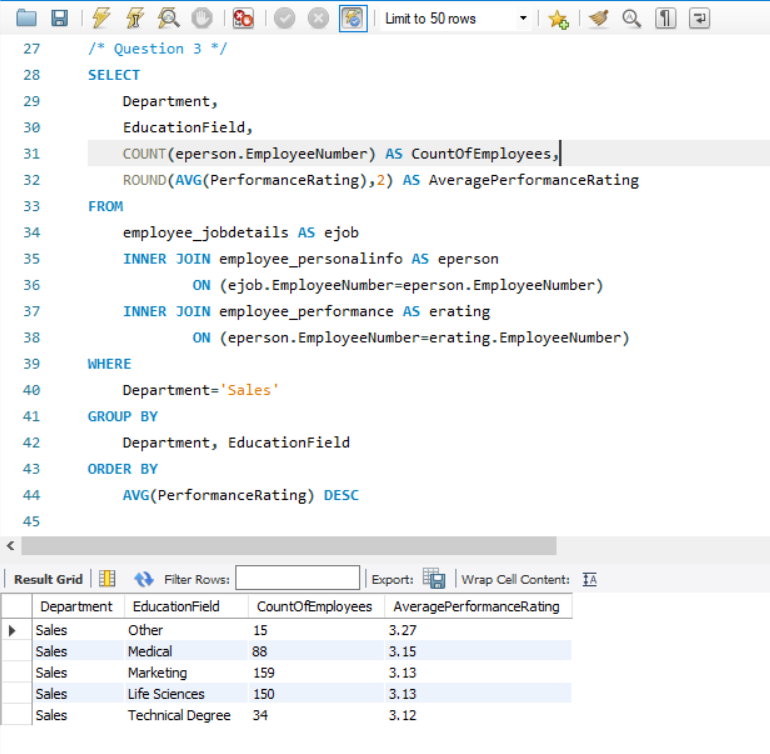 Limit to 50 rows
27 /* Question 3 */
28 SELECT
29 Department,
30 EducationField,
31 COUNT(eperson.EmployeeNumber) AS CountOfEmployees,
32 ROUND(AVG(PerformanceRating),2) AS AveragePerformanceRating
33 FROM
34 employee_jobdetails AS ejob
35 INNER JOIN employee_personalinfo AS eperson
36 ON (ejob.EmployeeNumber=eperson.EmployeeNumber)
37 INNER JOIN employee_performance AS erating
38 ON (eperson.EmployeeNumber=erating.EmployeeNumber)
39 WHERE
40 Department='Sales'
41 GROUP BY
42 Department, EducationField
43 ORDER BY
44 AVG(PerformanceRating) DESC
45
Result Grid Filter Rows: Export: Wrap Cell Content: IA
Department EducationField CountOfEmployees AveragePerformanceRating
Sales Other 15 3.27
Sales Medical 88 3.15
Sales Marketing 159 3.13
Sales Life Sciences 150 3.13
Sales Technical Degree 34 3.12